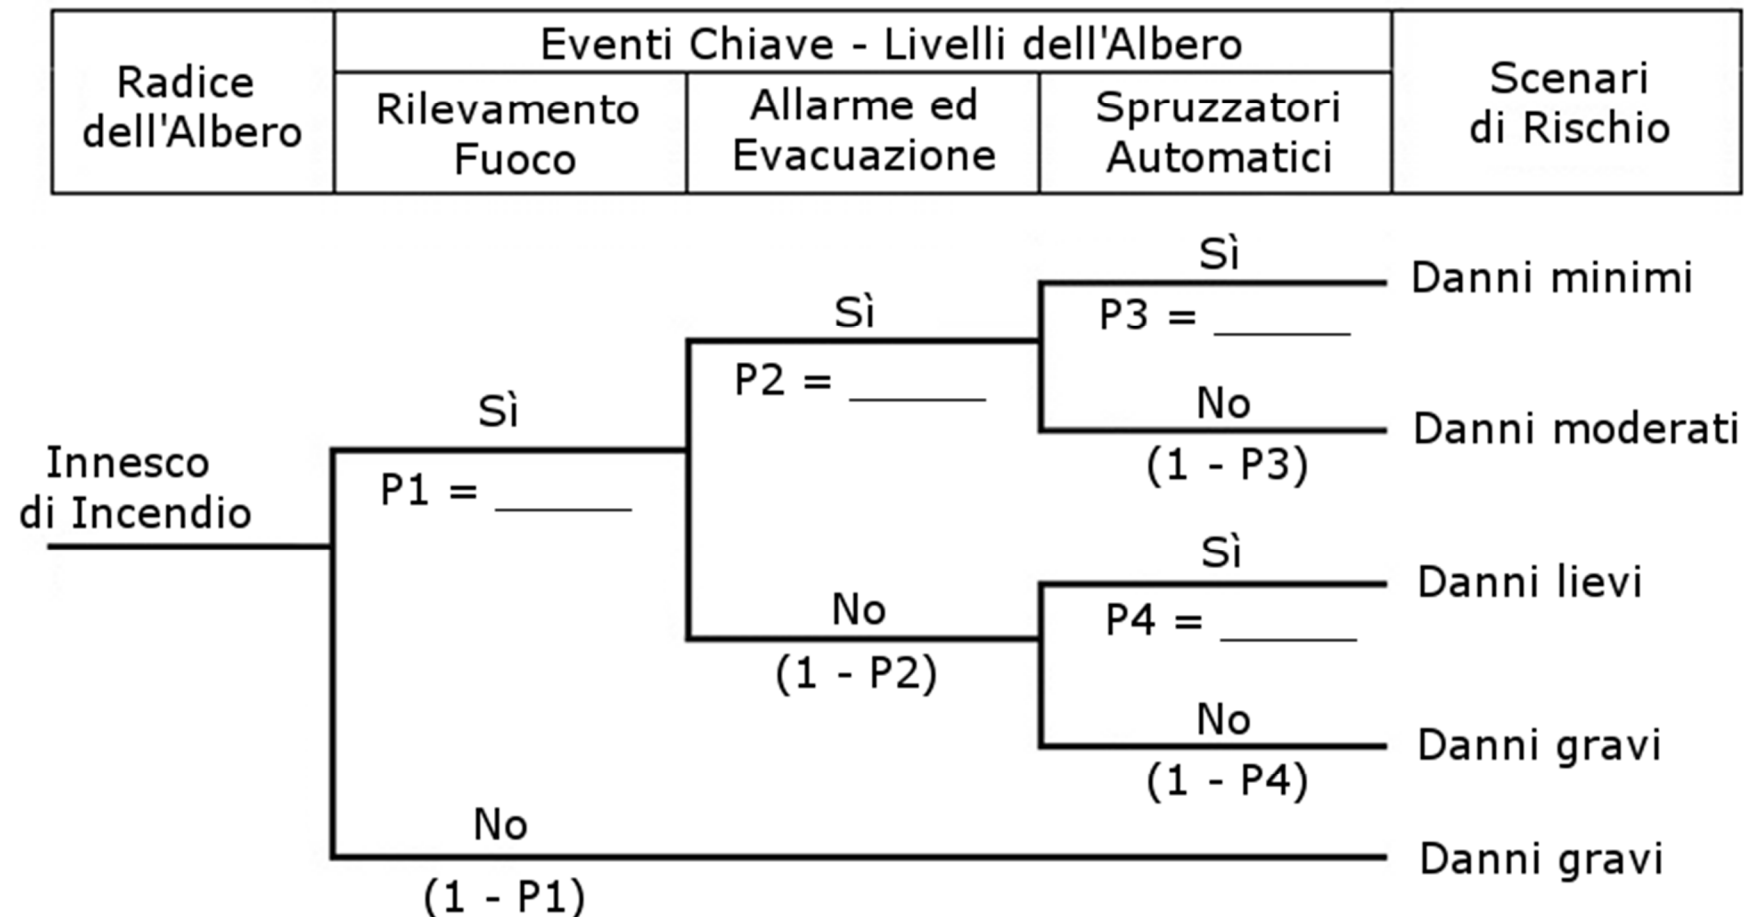 Radice
dell'Albero
Eventi Chiave - Livelli dell'Albero
Rilevamento
Fuoco
Allarme ed
Evacuazione
Spruzzatori
Automatici
Scenari
di Rischio
Innesco
di Incendio
Sì
P1 = ______
No
(1 - P1)
Sì
P2 = ______
No
(1 - P2)
Sì
P3 = ______
No
(1 - P3)
Sì
P4 = ______
No
(1 - P4)
Danni minimi
Danni moderati
Danni lievi
Danni gravi
Danni gravi